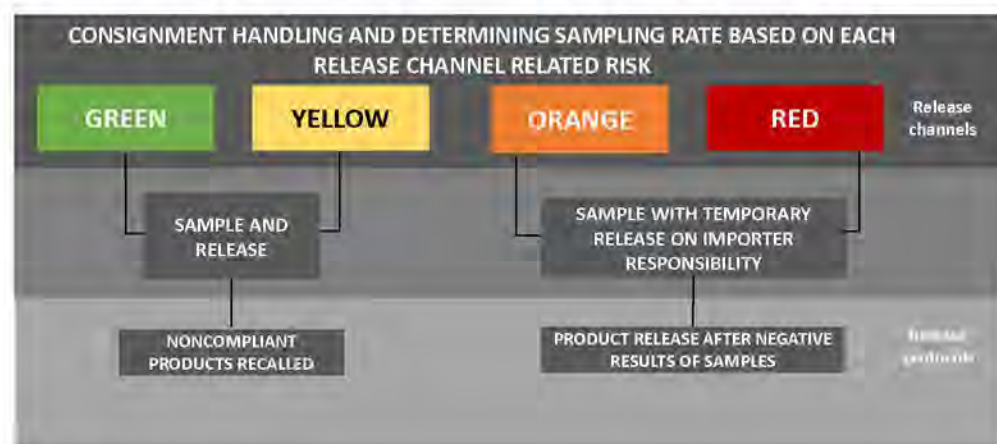 CONSIGNMENT HANDLING AND DETERMINING SAMPLING RATE BASED ON EACH
RELEASE CHANNEL RELATED RISK
GREEN
YELLOW
ORANGE
RED
Release
channels
SAMPLE AND
RELEASE
SAMPLE WITH TEMPORARY
RELEASE ON IMPORTER
RESPONSIBILITY
NONCOMPLIANT
PRODUCTS RECALLED
PRODUCT RELEASE AFTER NEGATIVE
RESULTS OF SAMPLES
protocols